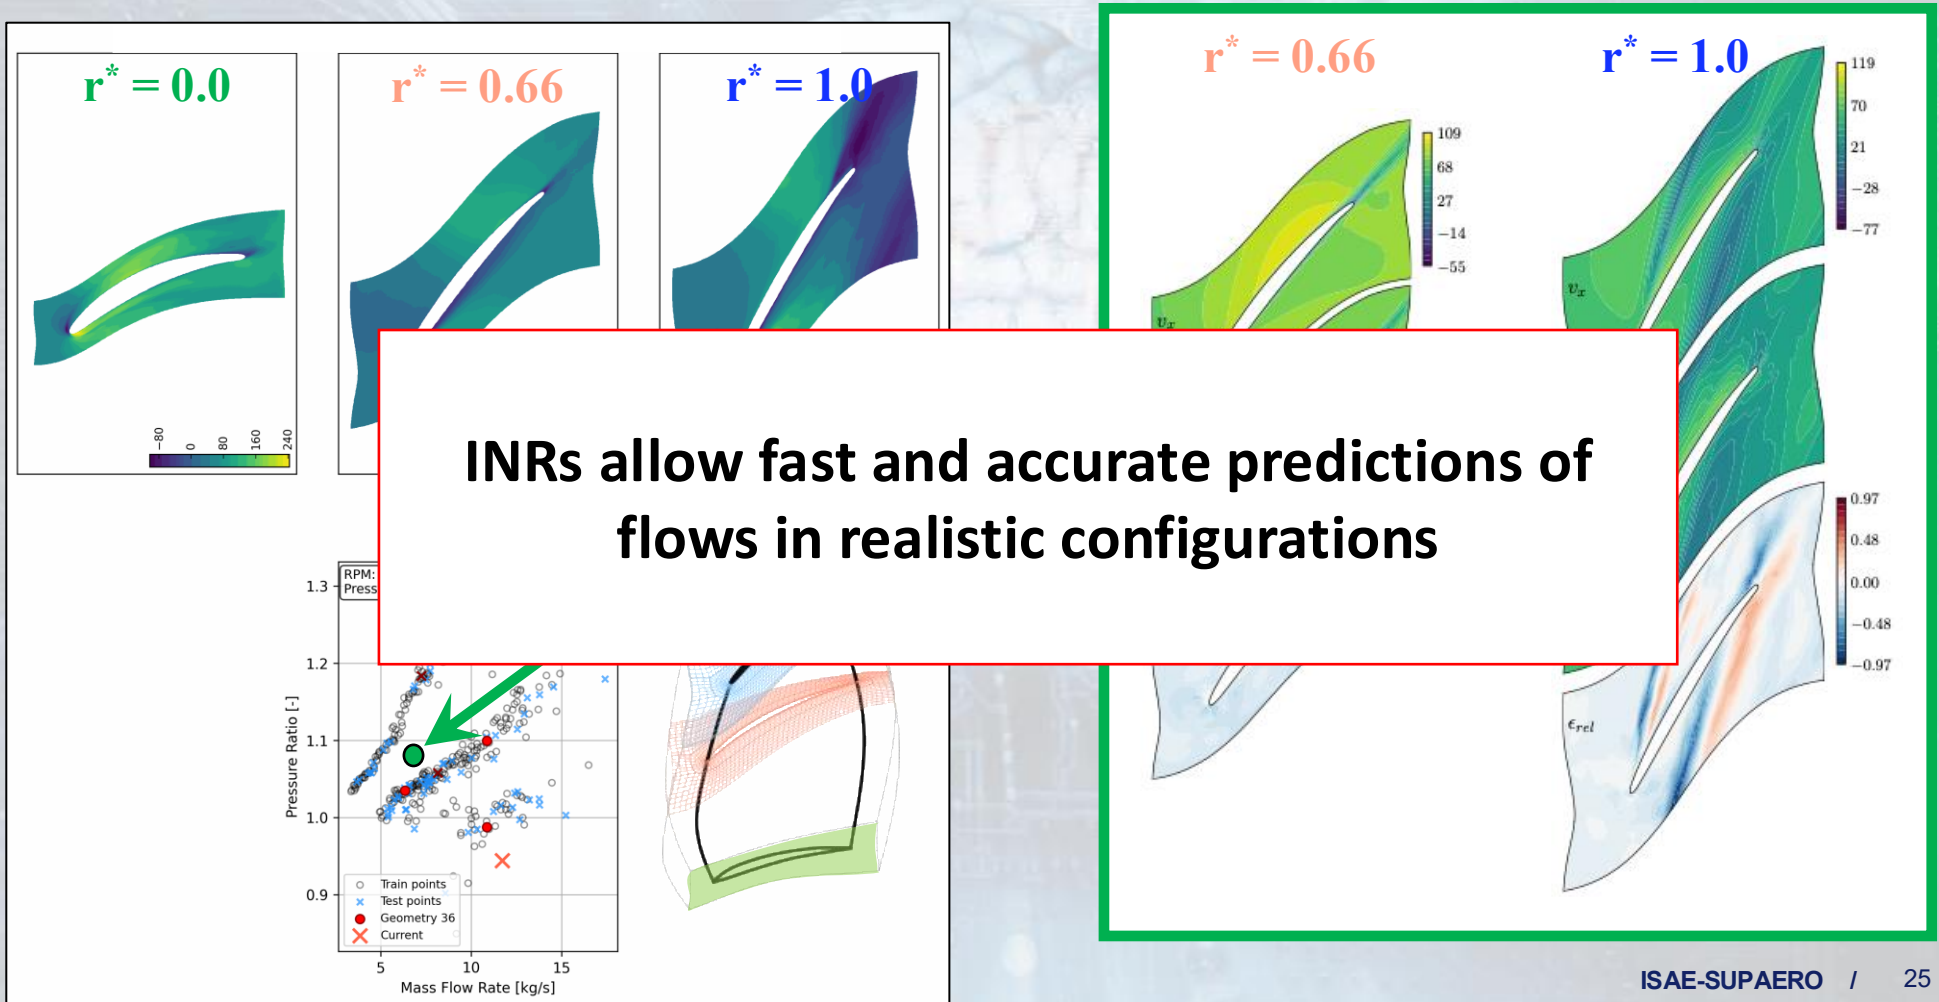 r* = 0.0
r* = 0.66
r* = 1.0
−80
0
80
160
240
r* = 0.66
r* = 1.0
109
68
27
−14
−55
119
70
21
−28
−77
v_x
v_x
INRs allow fast and accurate predictions of
flows in realistic configurations
0.97
0.48
0.00
−0.48
−0.97
ϵ_rel
RPM:
Press
1.3
1.2
1.1
1.0
0.9
Pressure Ratio [-]
Train points
Test points
Geometry 36
Current
5
10
15
Mass Flow Rate [kg/s]
ISAE-SUPAERO / 25